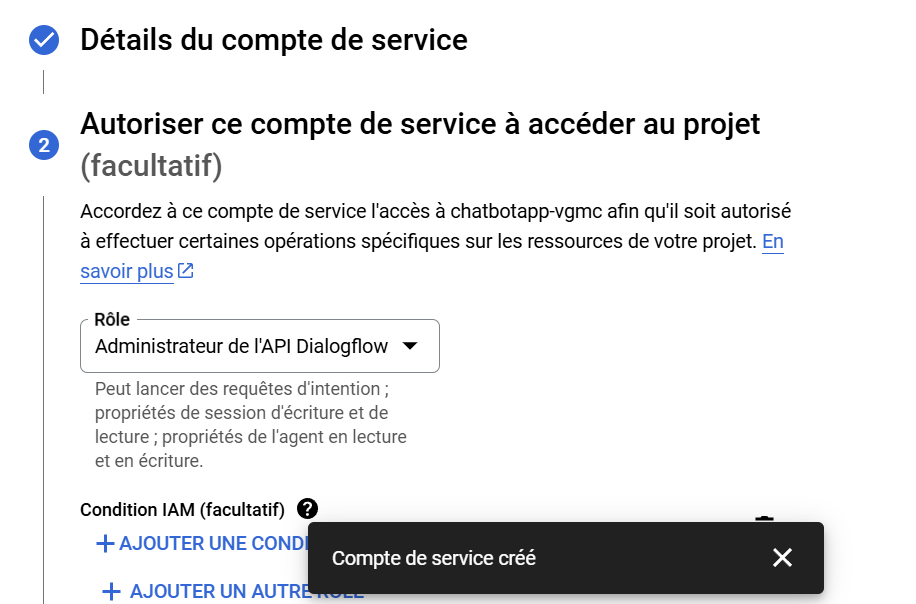 Détails du compte de service
2
Autoriser ce compte de service à accéder au projet
(facultatif)
Accordez à ce compte de service l'accès à chatbotapp-vgmc afin qu'il soit autorisé
à effectuer certaines opérations spécifiques sur les ressources de votre projet. En
savoir plus
Rôle
Administrateur de l'API Dialogflow
Peut lancer des requêtes d'intention ;
propriétés de session d'écriture et de
lecture ; propriétés de l'agent en lecture
et en écriture.
Condition IAM (facultatif) ?
+ AJOUTER UNE COND
Compte de service créé
+ AJOUTER UN AUTRE RÔLE